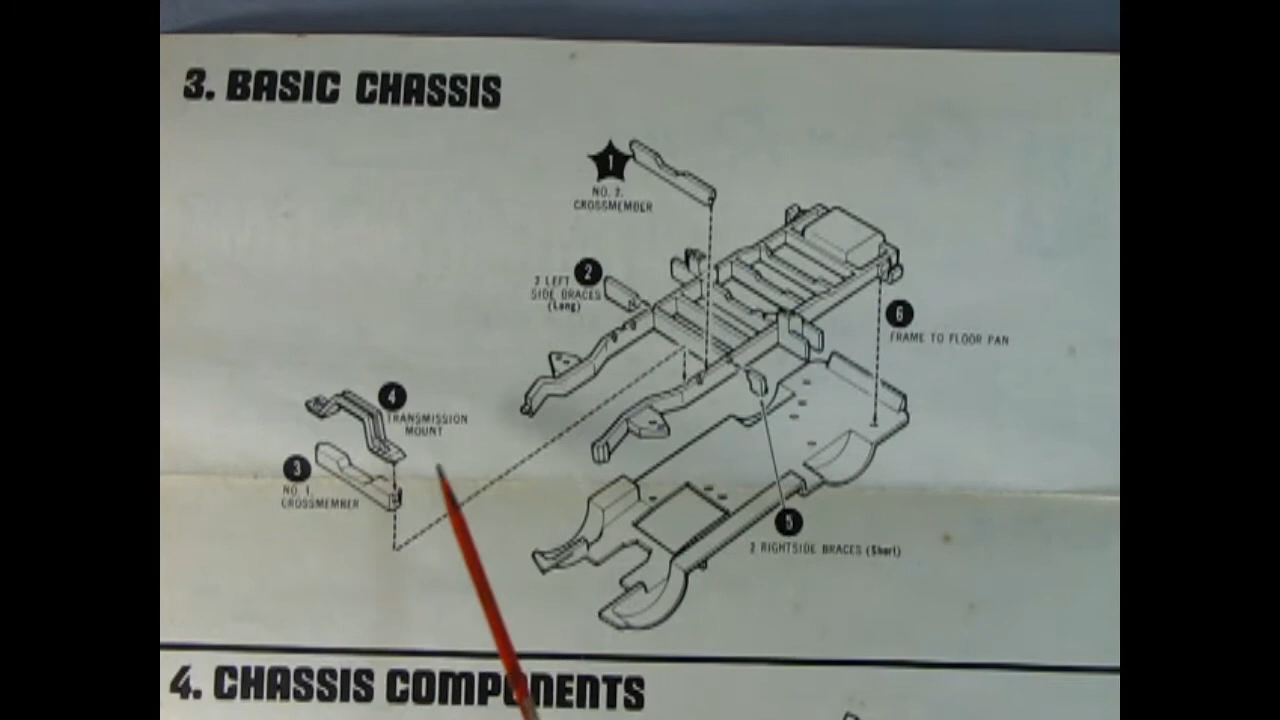 3. BASIC CHASSIS
1
NO. 2.
CROSSMEMBER
2
2 LEFT
SIDE BRACES
(Long)
6
FRAME TO FLOOR PAN
4
TRANSMISSION
MOUNT
3
NO. 1.
CROSSMEMBER
5
2 RIGHTSIDE BRACES (Short)
4. CHASSIS COMPONENTS